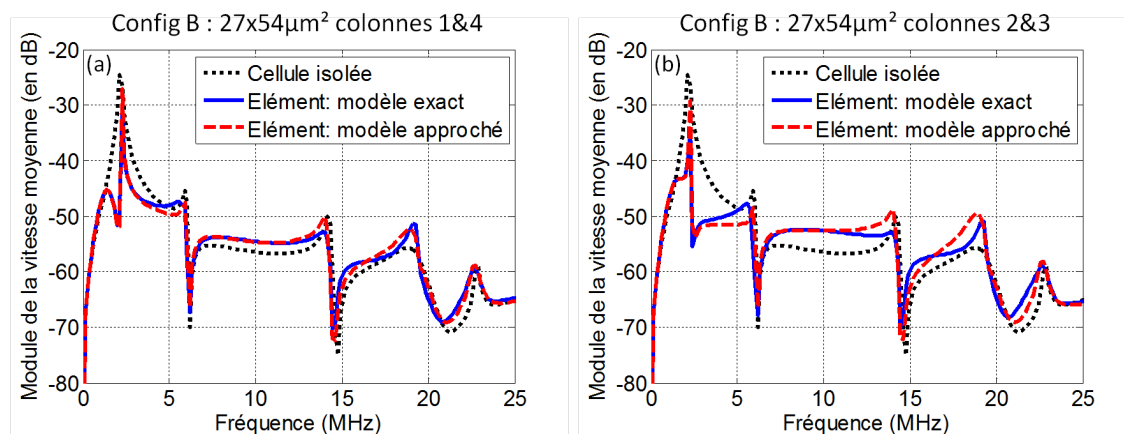 Config B : 27x54µm² colonnes 1&4
(a)
Cellule isolée
Elément: modèle exact
Elément: modèle approché
Module de la vitesse moyenne (en dB)
-20
-30
-40
-50
-60
-70
-80
0 5 10 15 20 25
Fréquence (MHz)
Config B : 27x54µm² colonnes 2&3
(b)
Cellule isolée
Elément: modèle exact
Elément: modèle approché
Module de la vitesse moyenne (en dB)
-20
-30
-40
-50
-60
-70
-80
0 5 10 15 20 25
Fréquence (MHz)